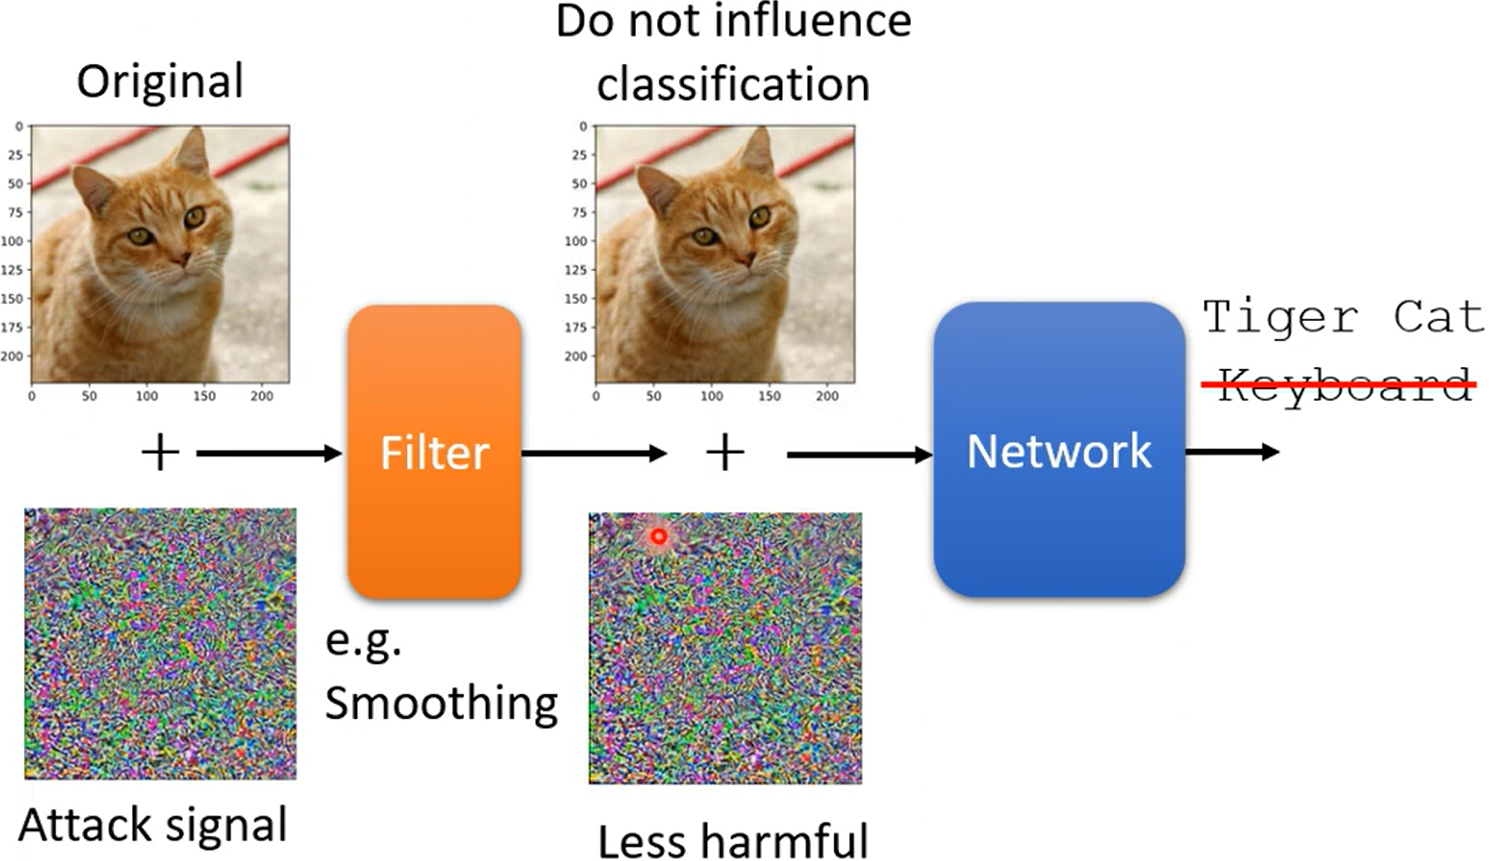 Original
0
25
50
75
100
125
150
175
200
0 50 100 150 200
Attack signal
Filter
e.g.
Smoothing
Do not influence
classification
0
25
50
75
100
125
150
175
200
0 50 100 150 200
Less harmful
Network
Tiger Cat
Keyboard